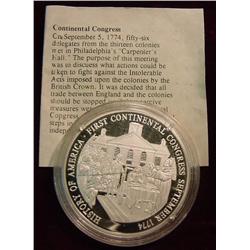 Continental Congress
On September 5, 1774, fifty-six
delegates from the thirteen colonies
met in Philadelphia's "Carpenter's
Hall." The purpose of this meeting
was to discuss what actions could be
taken to fight against the Intolerable
Acts imposed upon the colonies by
the British Crown. It was decided that all
trade between England and the colonies
should be stopped
Congress
HISTORY OF AMERICA · FIRST CONTINENTAL CONGRESS SEPTEMBER 1774